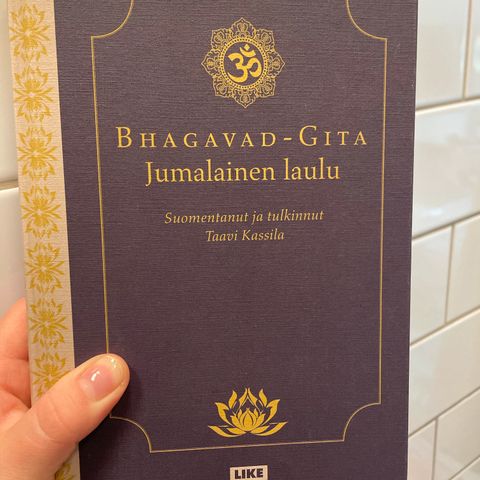 ॐ
BHAGAVAD-GITA
Jumalainen laulu
Suomentanut ja tulkinnut
Taavi Kassila
LIKE